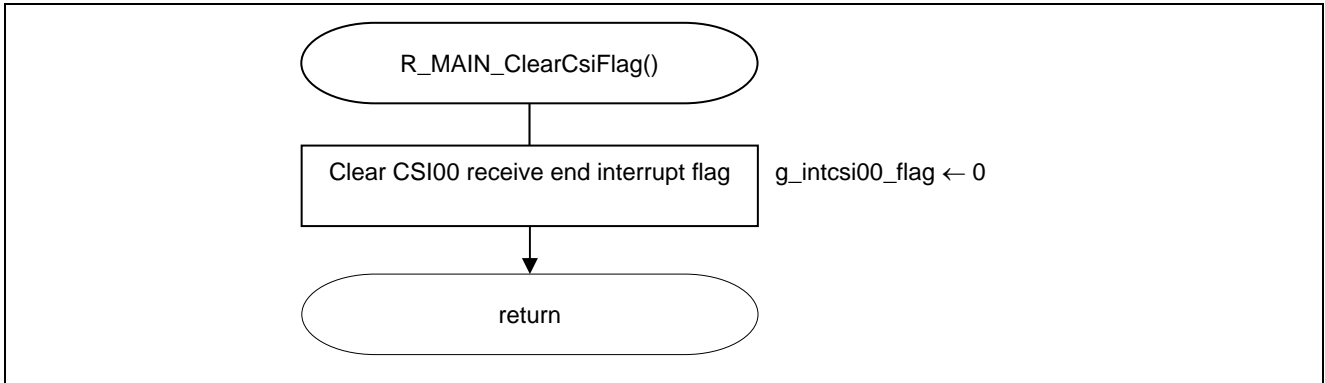 R_MAIN_ClearCsiFlag()
Clear CSI00 receive end interrupt flag
g_intcsi00_flag ← 0
return